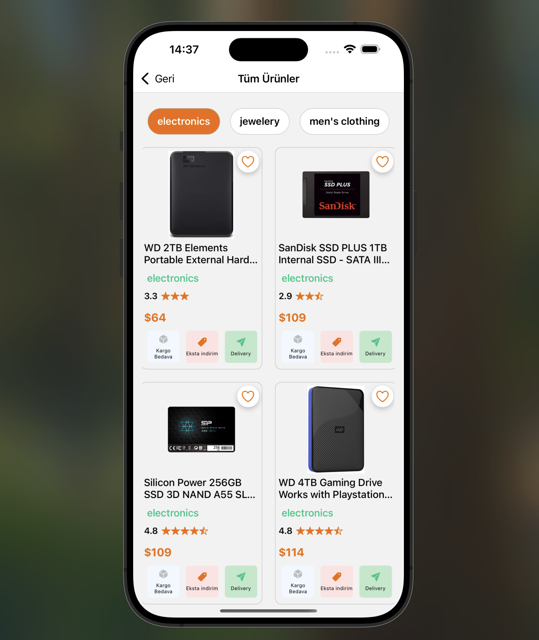 14:37
Geri
Tüm Ürünler
electronics
jewelery
men's clothing
WD 2TB Elements
Portable External Hard...
electronics
3.3
$64
Kargo
Bedava
Eksta indirim
Delivery
SSD PLUS
SanDisk
SanDisk SSD PLUS 1TB
Internal SSD - SATA III...
electronics
2.9
$109
Kargo
Bedava
Eksta indirim
Delivery
SP
Silicon Power 256GB
SSD 3D NAND A55 SL...
electronics
4.8
$109
Kargo
Bedava
Eksta indirim
Delivery
WD
WD 4TB Gaming Drive
Works with Playstation...
electronics
4.8
$114
Kargo
Bedava
Eksta indirim
Delivery